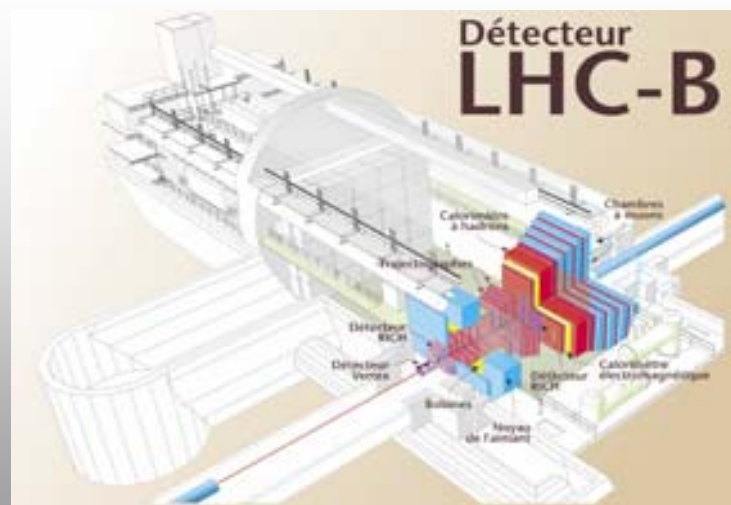 Détecteur
LHC-B
Chambres
à muons
Calorimètre
à hadrons
Trajectographes
Détecteur
RICH
Détecteur
Vertex
Bobines
Noyau
de l'aimant
Détecteur
RICH
Calorimètre
électromagnétique